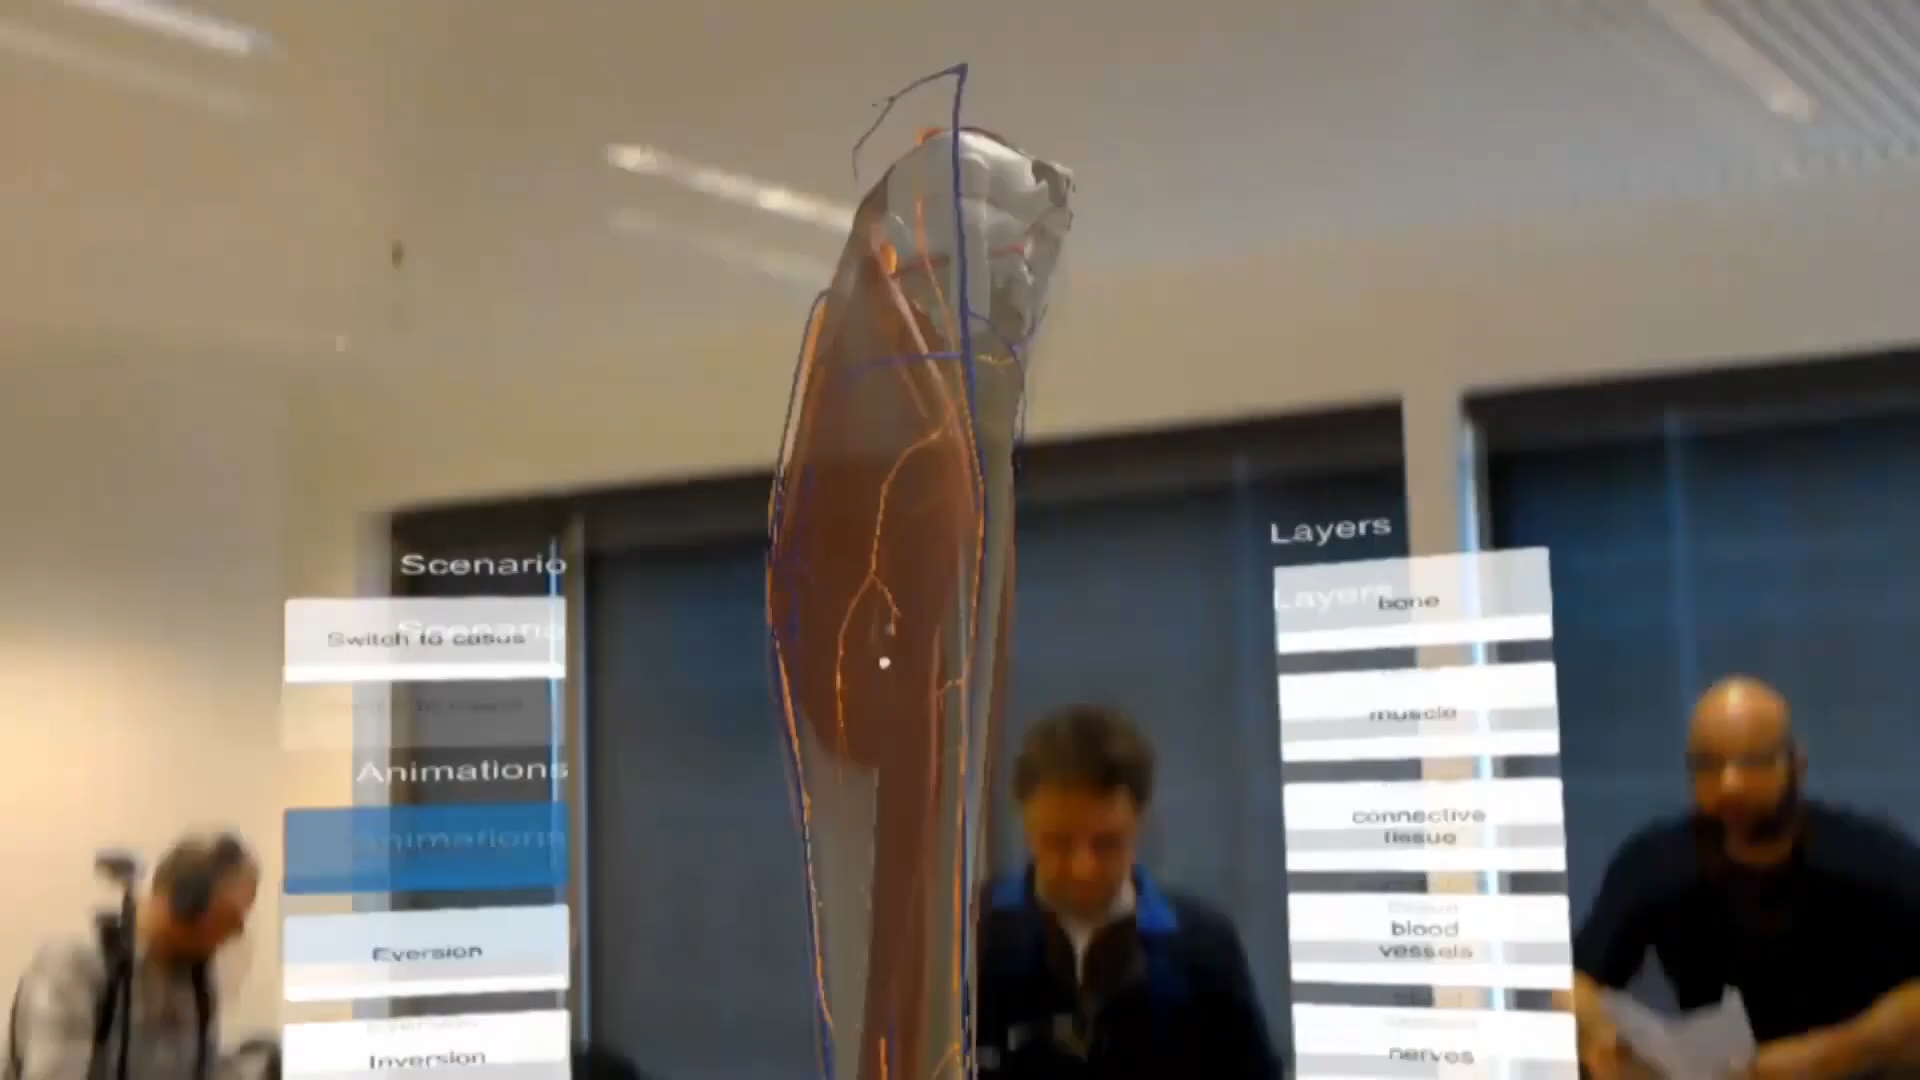 Scenario
Switch to casus
Animations
Animations
Eversion
Inversion
Layers
Layers
bone
muscle
connective
tissue
blood
vessels
nerves